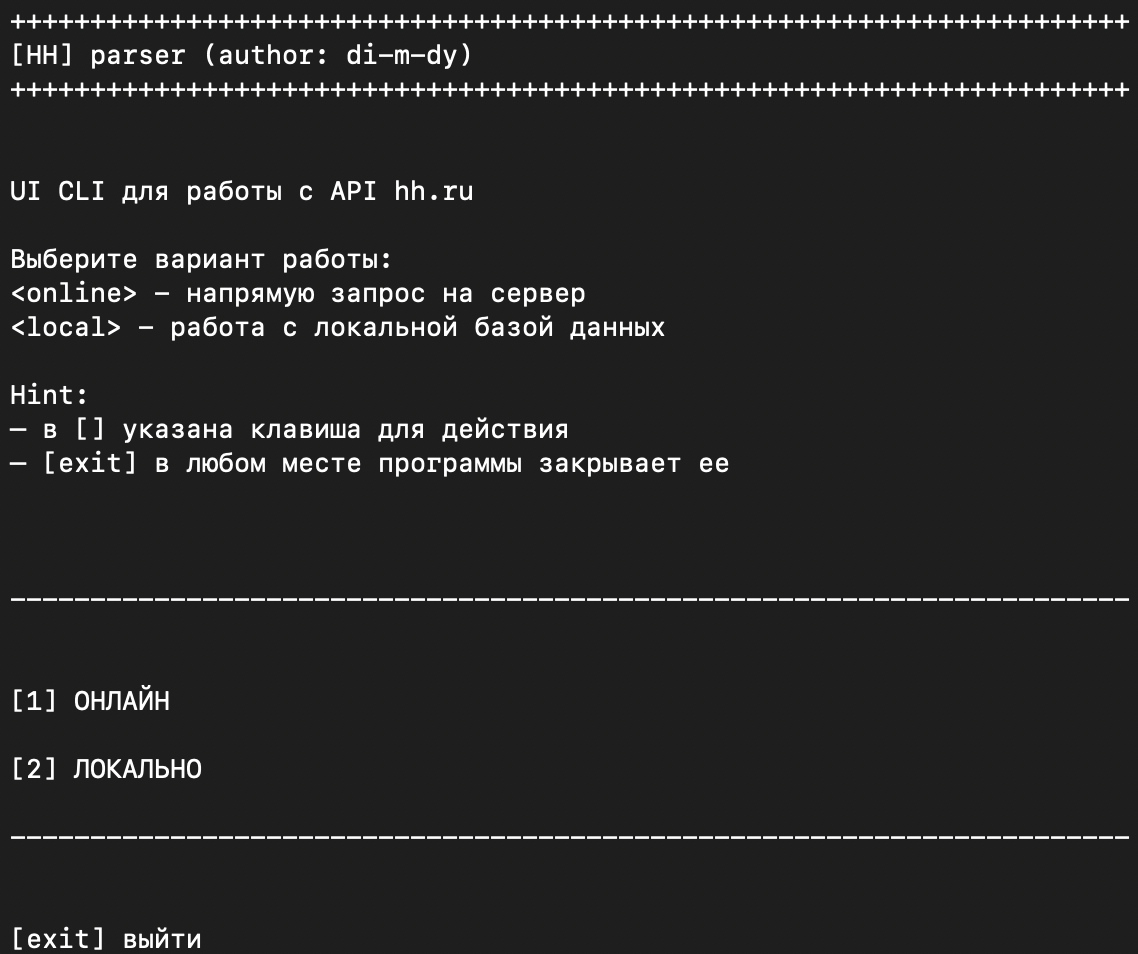 ++++++++++++++++++++++++++++++++++++++++++++++++++++++++++++++++++++++
[HH] parser (author: di-m-dy)
++++++++++++++++++++++++++++++++++++++++++++++++++++++++++++++++++++++
UI CLI для работы с API hh.ru
Выберите вариант работы:
<online> – напрямую запрос на сервер
<local> – работа с локальной базой данных
Hint:
— в [] указана клавиша для действия
— [exit] в любом месте программы закрывает ее
----------------------------------------------------------------------
[1] ОНЛАЙН
[2] ЛОКАЛЬНО
----------------------------------------------------------------------
[exit] выйти